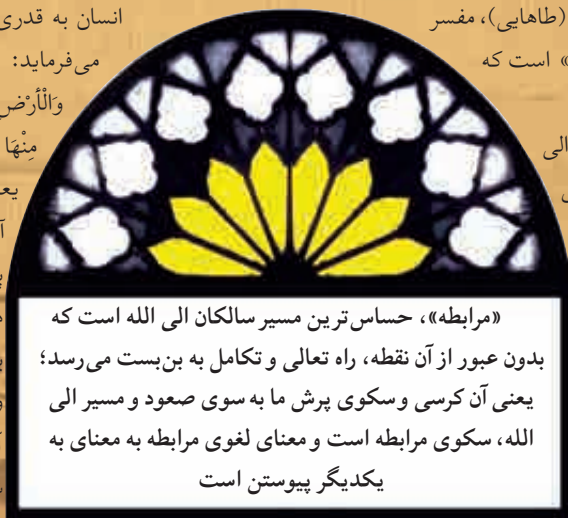 (طاهایی)، مفسر
» است که
الی
انسان به قدری
می‌فرماید:
وَالْأَرْضِ
مِنْهَا
«مرابطه»، حساس‌ترین مسیر سالکان الی الله است که
بدون عبور از آن نقطه، راه تعالی و تکامل به بن‌بست می‌رسد؛
یعنی آن کرسی و سکوی پرش ما به سوی صعود و مسیر الی
الله، سکوی مرابطه است و معنای لغوی مرابطه به معنای به
یکدیگر پیوستن است